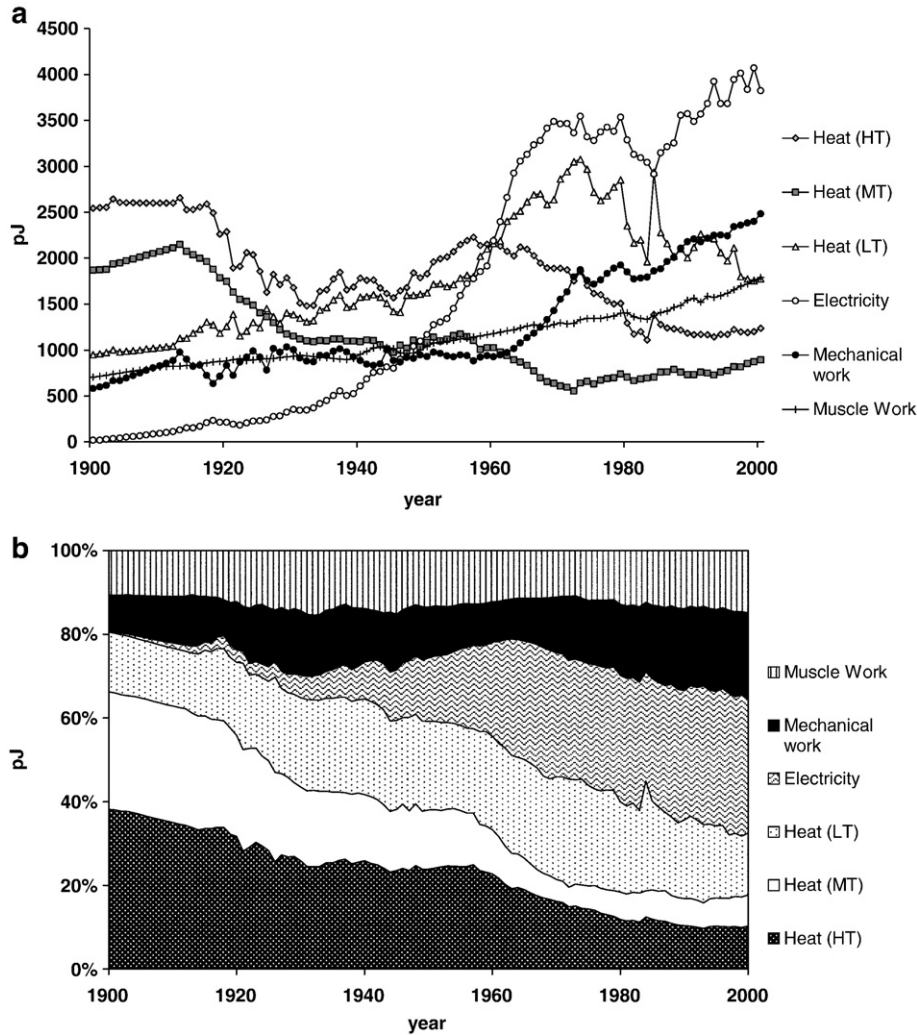 a
4500
4000
3500
3000
2500
2000
1500
1000
500
0
pJ
1900 1920 1940 1960 1980 2000
year
Heat (HT)
Heat (MT)
Heat (LT)
Electricity
Mechanical
work
Muscle Work
b
100%
80%
60%
40%
20%
0%
pJ
1900 1920 1940 1960 1980 2000
year
Muscle Work
Mechanical
work
Electricity
Heat (LT)
Heat (MT)
Heat (HT)